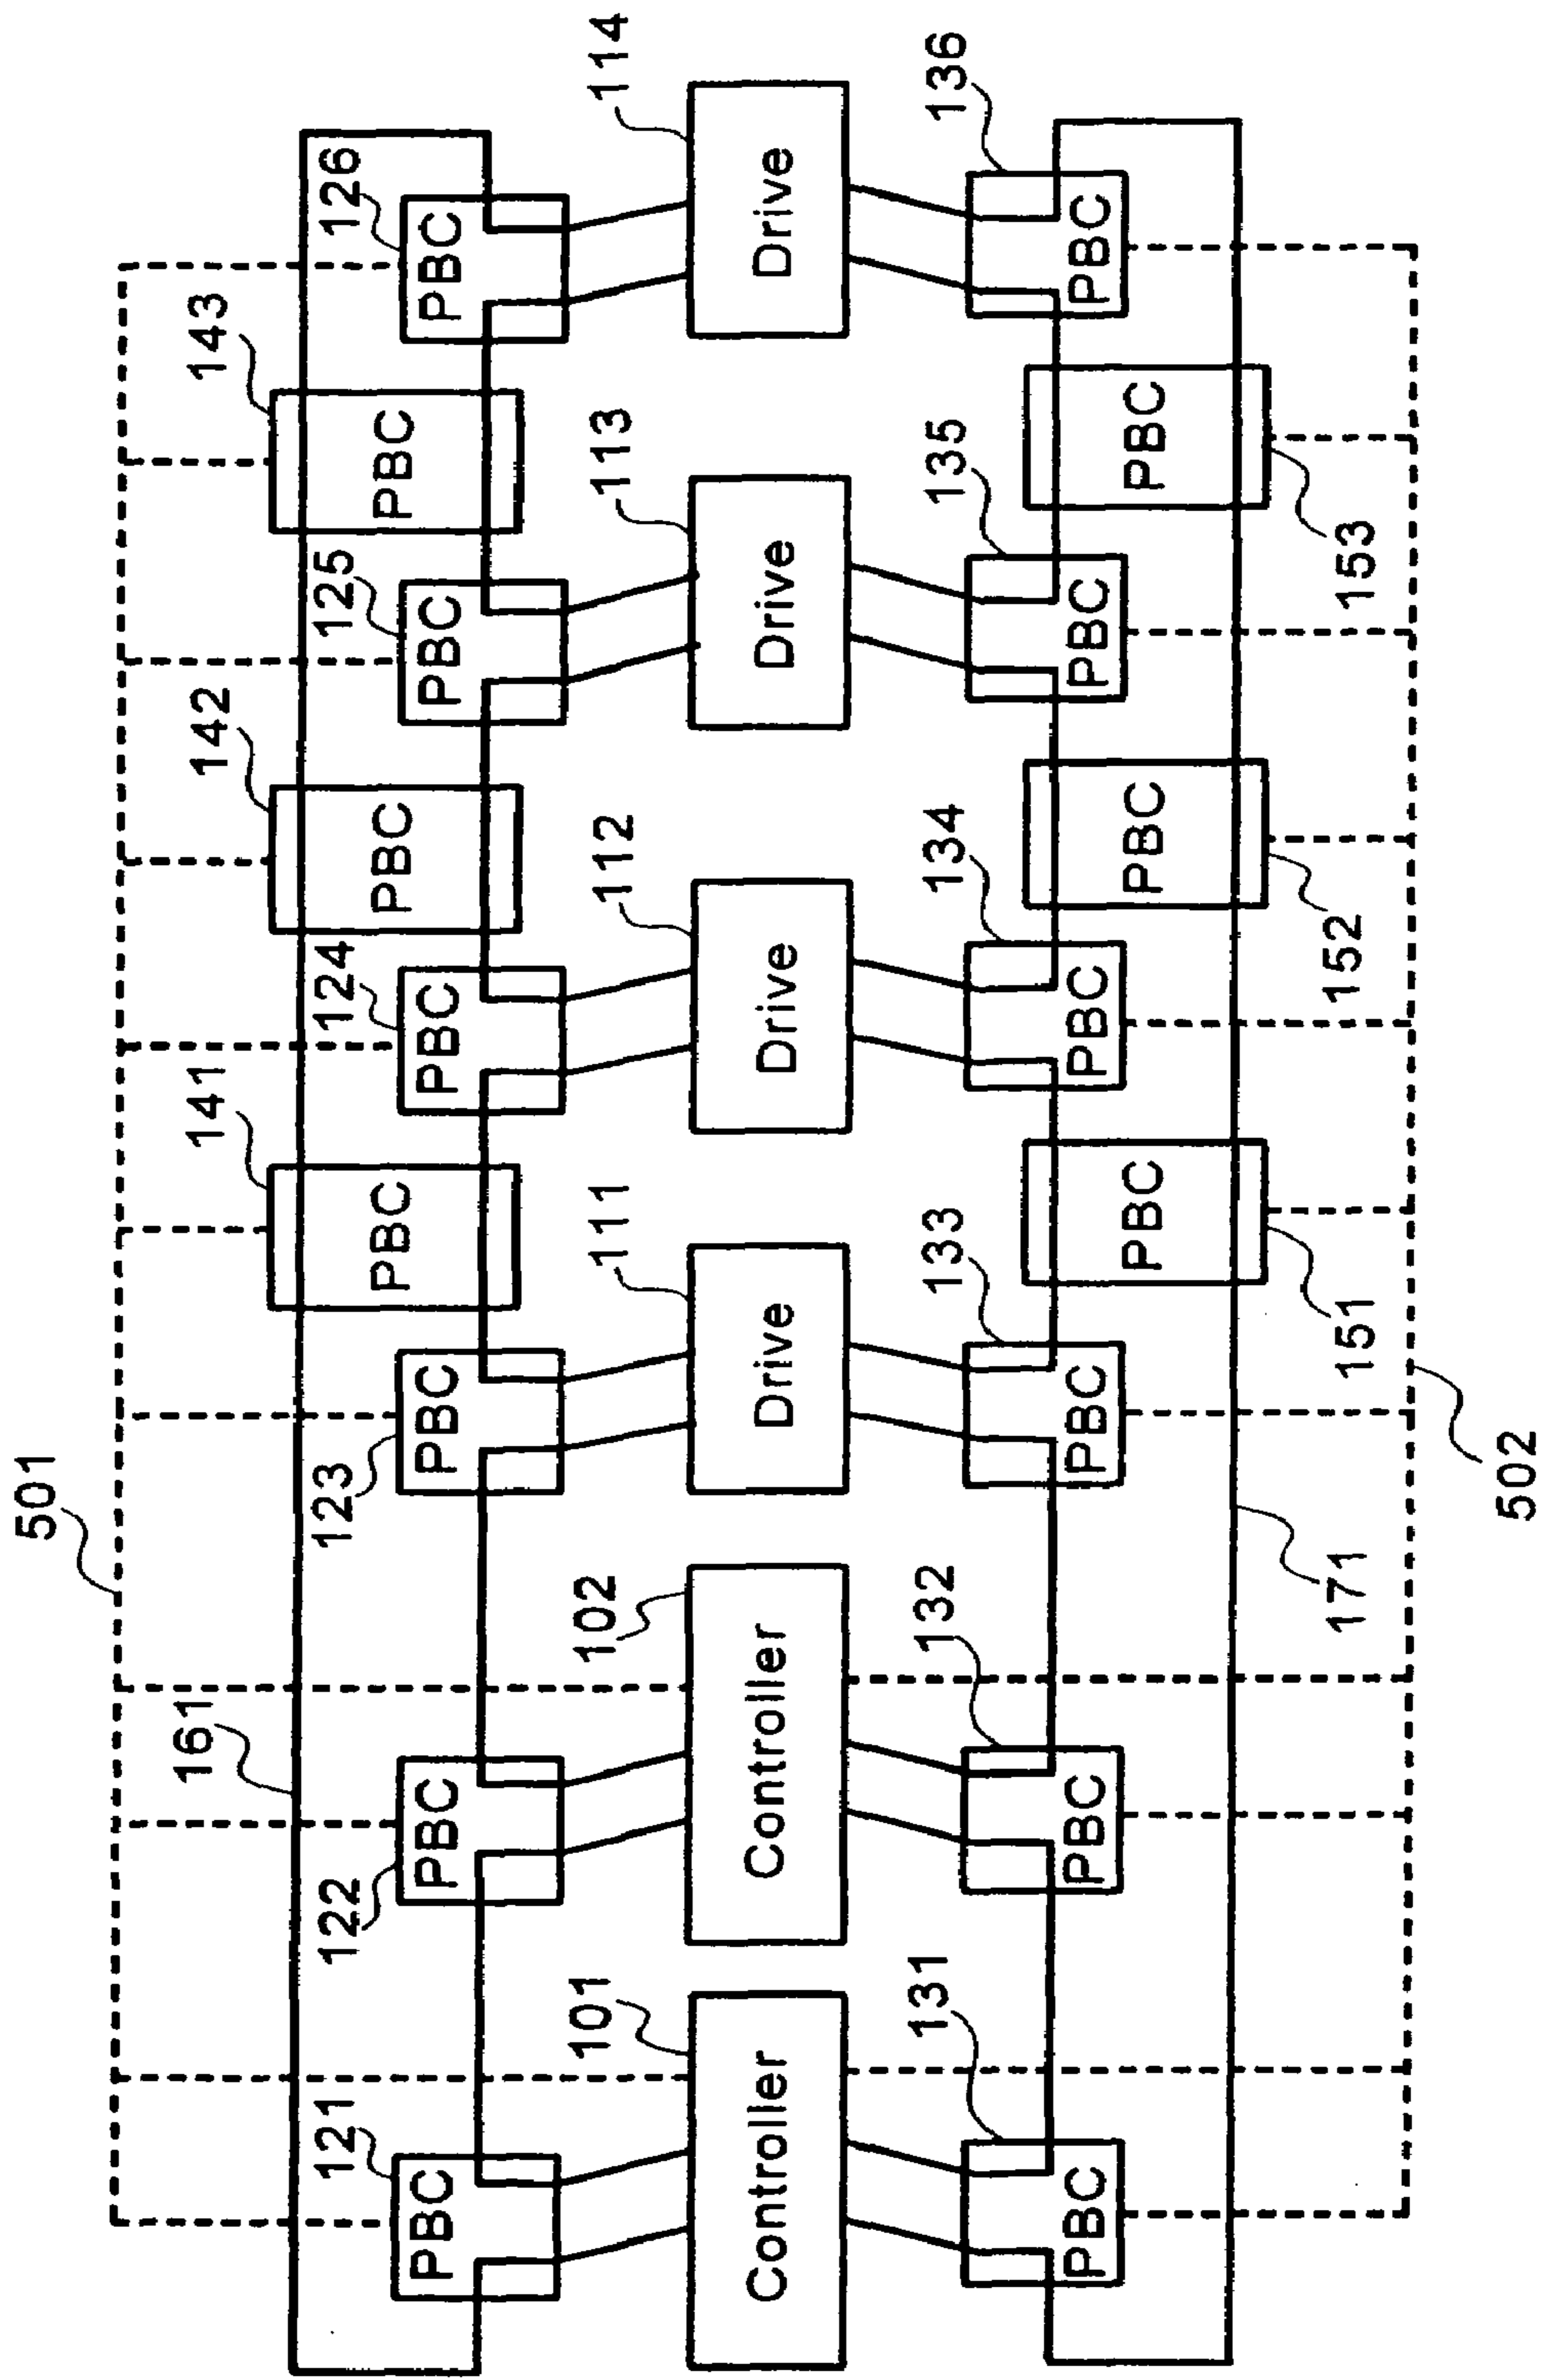 501
161
143
142
141
126
125
124
123
122
121
PBC
PBC
PBC
PBC
PBC
PBC
PBC
PBC
PBC
101
102
111
112
113
114
Controller
Controller
Drive
Drive
Drive
Drive
131
132
133
134
135
136
PBC
PBC
PBC
PBC
PBC
PBC
PBC
PBC
PBC
171
151
152
153
502